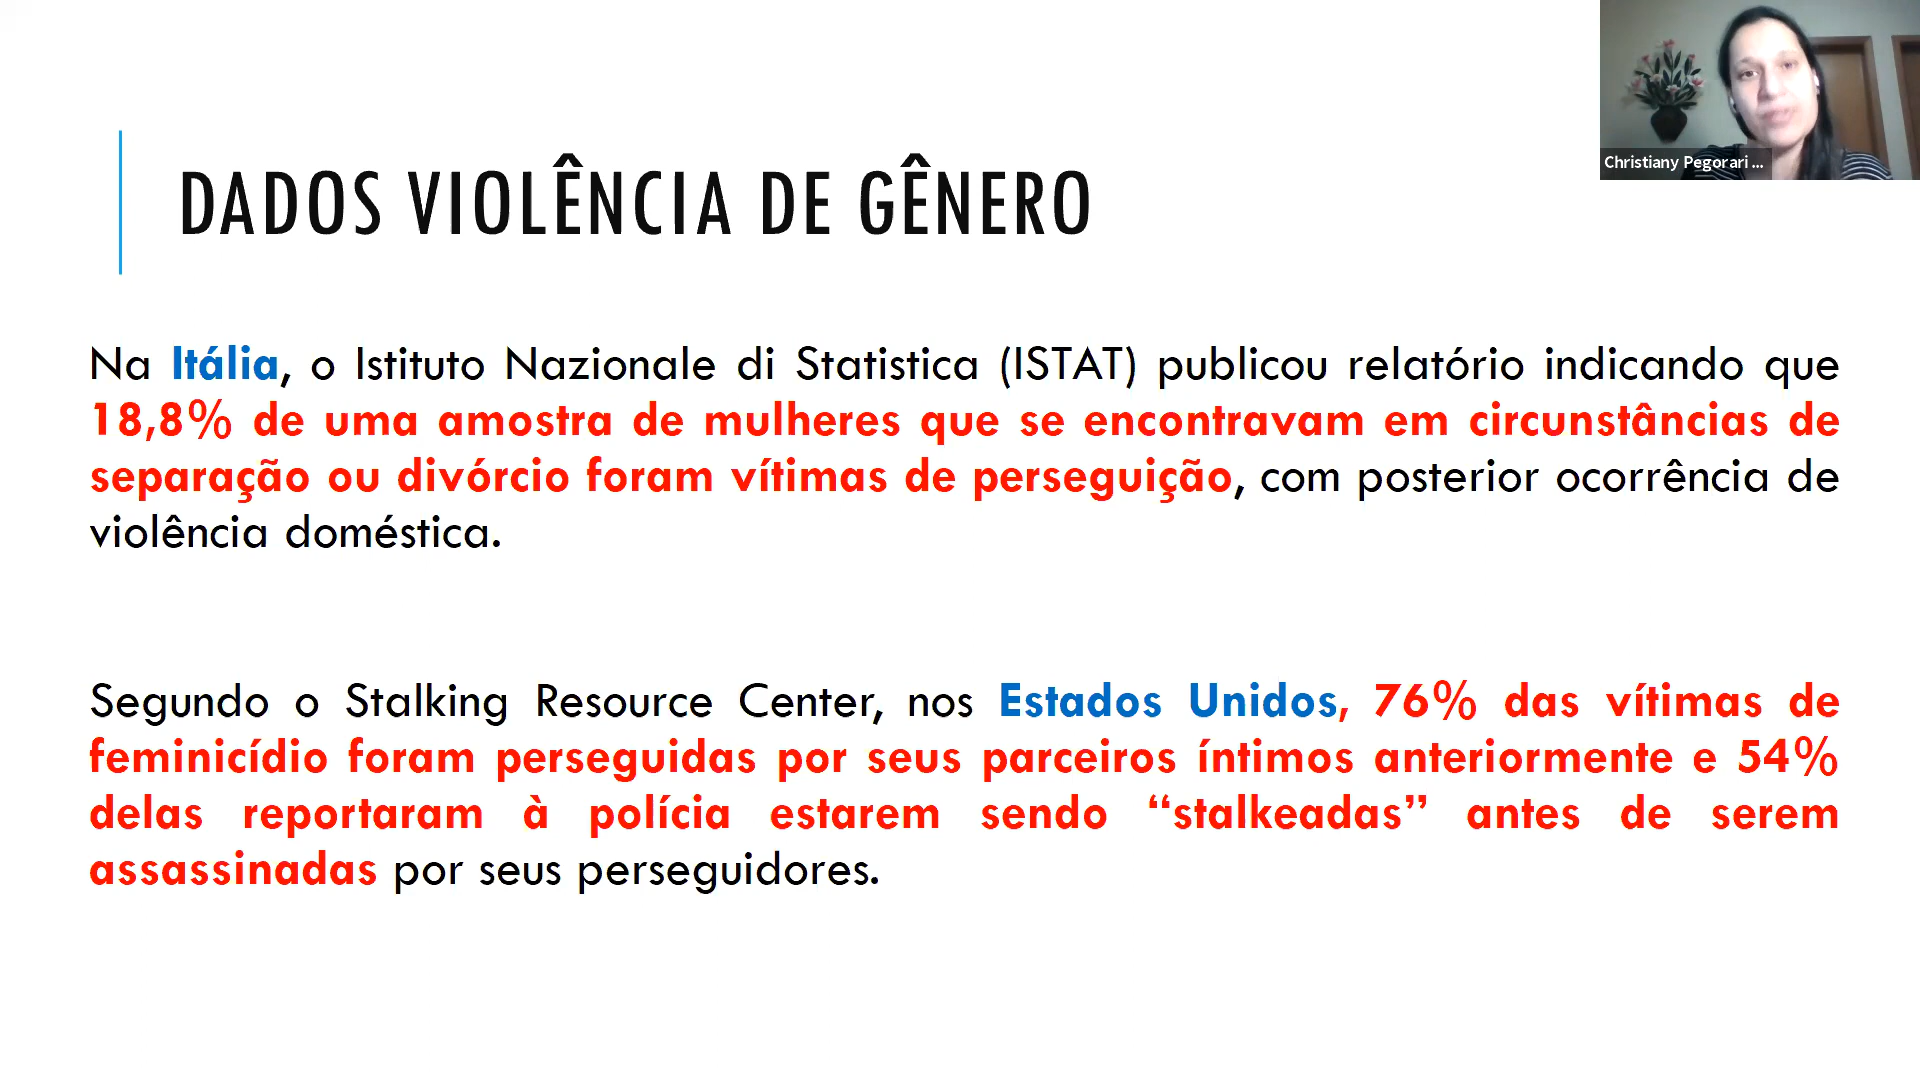 Christiany Pegorari ...
DADOS VIOLÊNCIA DE GÊNERO
Na Itália, o Istituto Nazionale di Statistica (ISTAT) publicou relatório indicando que
18,8% de uma amostra de mulheres que se encontravam em circunstâncias de
separação ou divórcio foram vítimas de perseguição, com posterior ocorrência de
violência doméstica.
Segundo o Stalking Resource Center, nos Estados Unidos, 76% das vítimas de
feminicídio foram perseguidas por seus parceiros íntimos anteriormente e 54%
delas reportaram à polícia estarem sendo “stalkeadas” antes de serem
assassinadas por seus perseguidores.